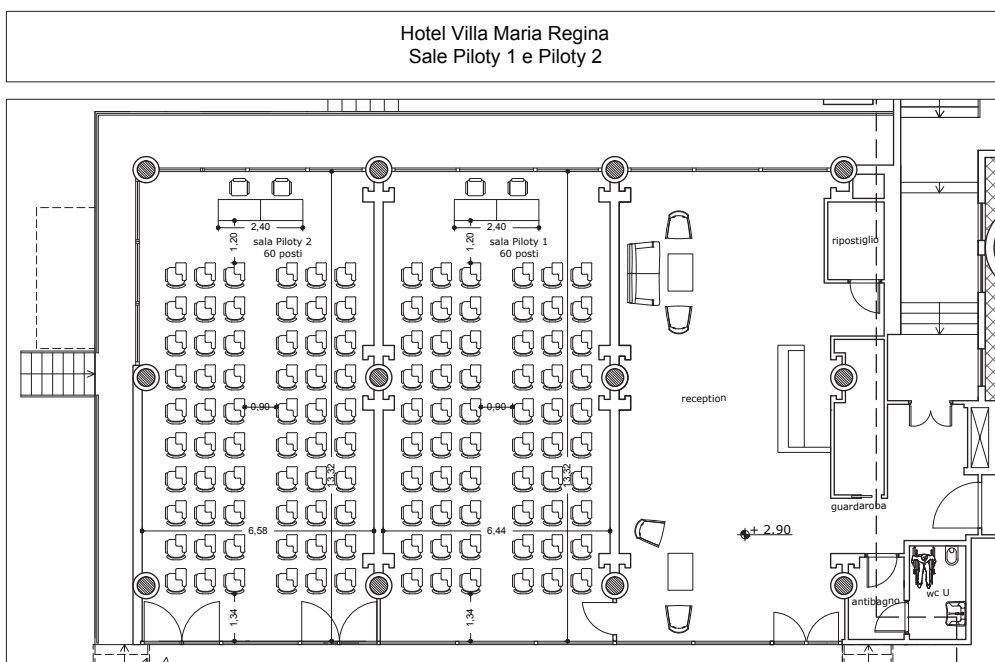 Hotel Villa Maria Regina
Sale Piloty 1 e Piloty 2
2,40
sala Piloty 2
60 posti
1,20
2,40
sala Piloty 1
60 posti
1,20
ripostiglio
reception
0,90
0,90
13,32
13,32
guardaroba
6,58
6,44
+ 2.90
antibagno
wc U
1,34
1,34